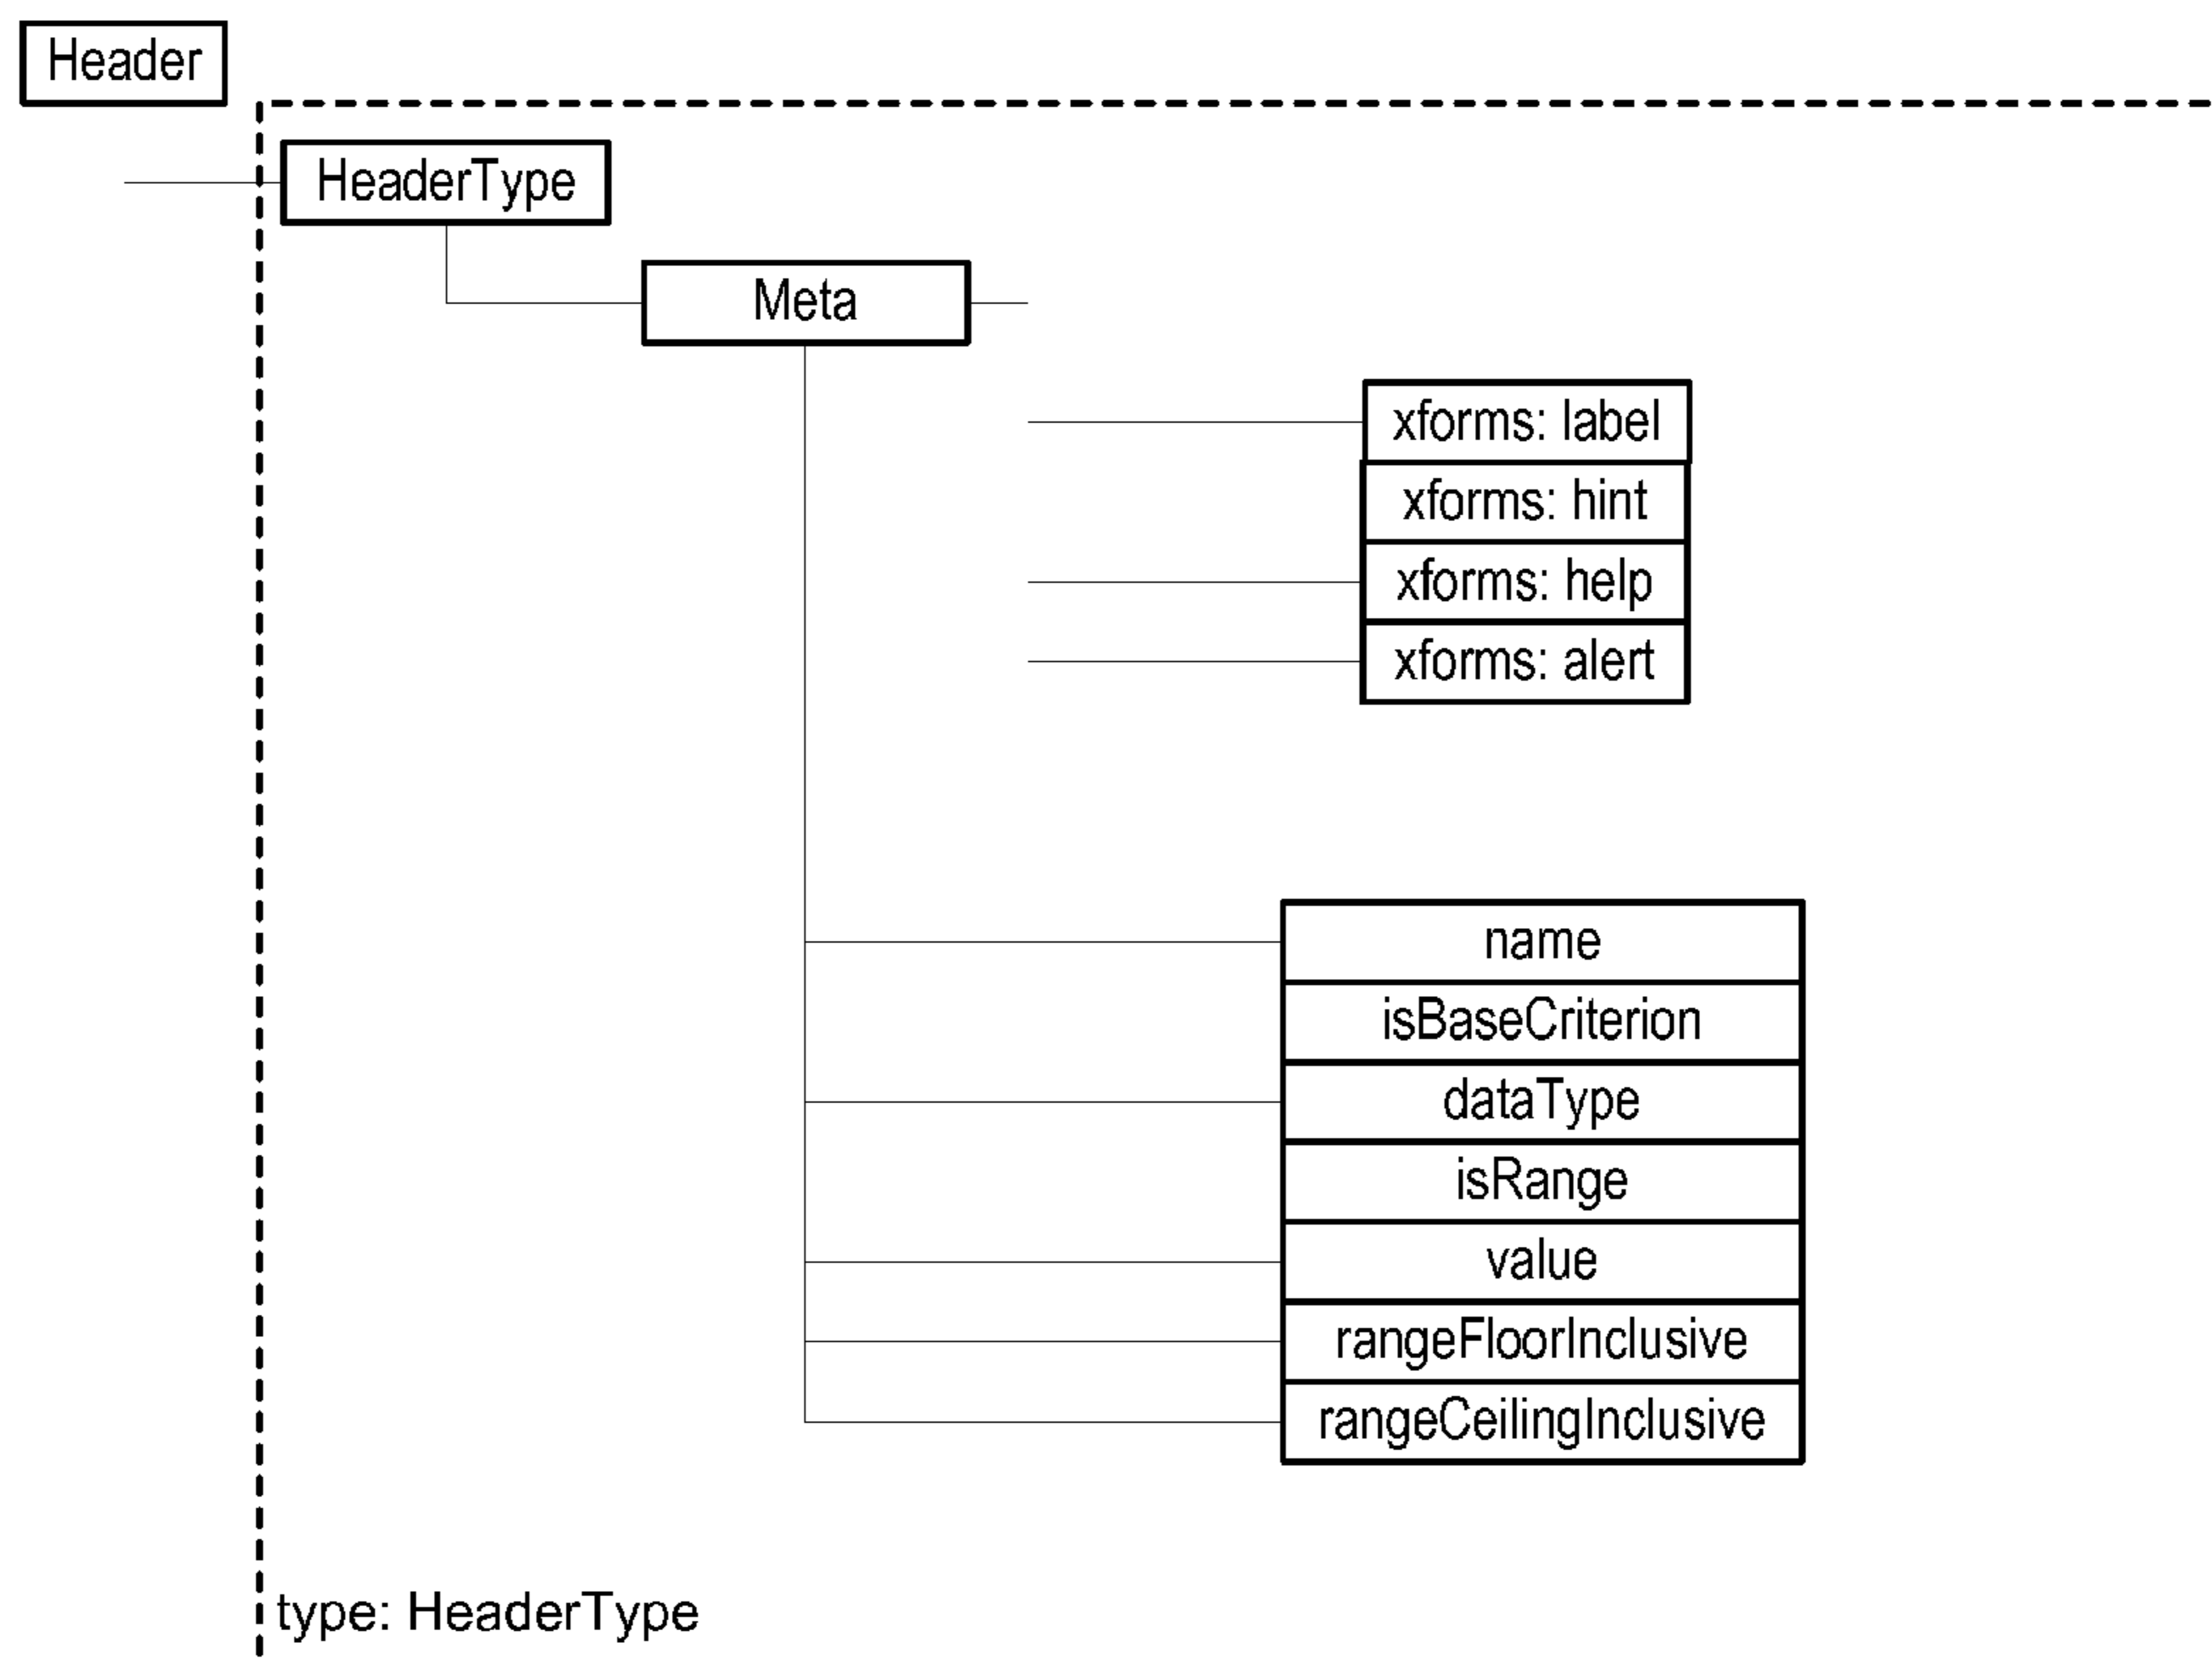 Header
HeaderType
Meta
xforms: label
xforms: hint
xforms: help
xforms: alert
name
isBaseCriterion
dataType
isRange
value
rangeFloorInclusive
rangeCeilingInclusive
type: HeaderType